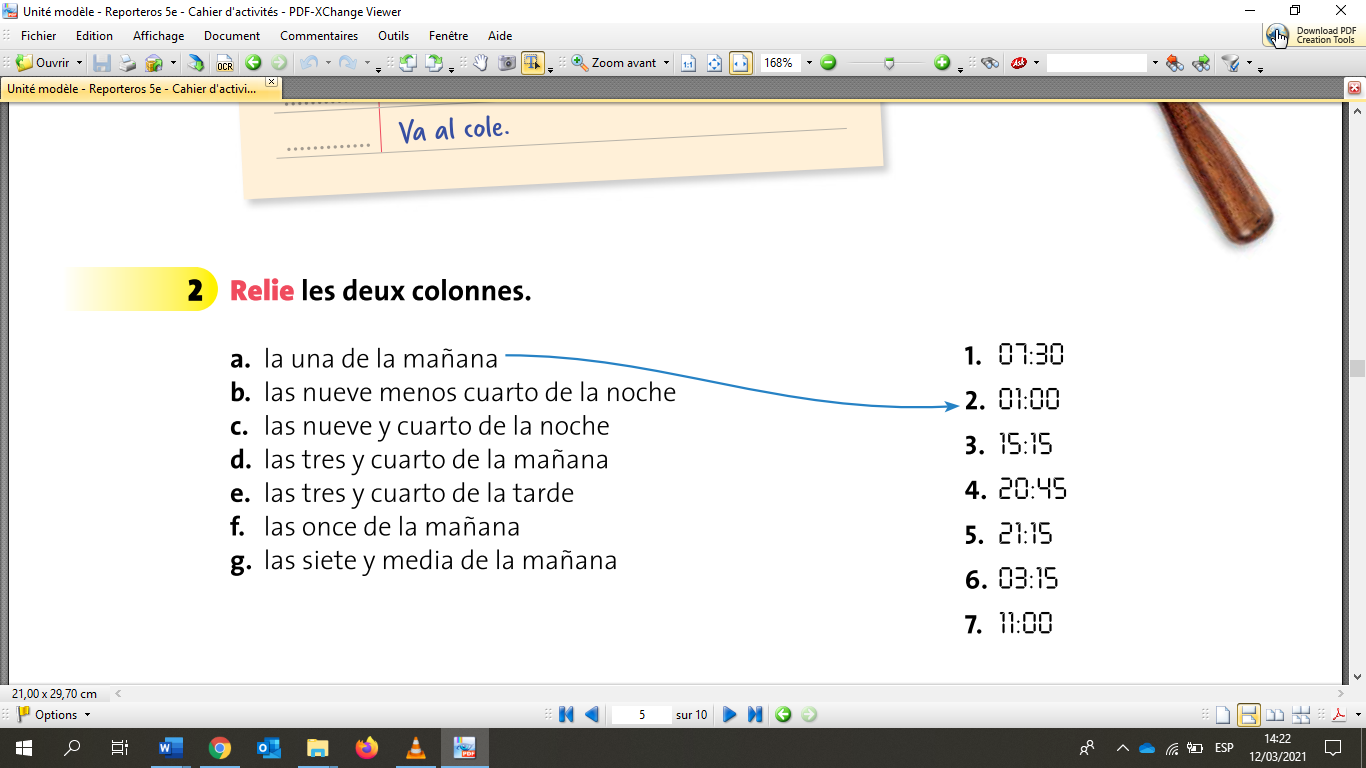 Unité modèle - Reporteros 5e - Cahier d'activités - PDF-XChange Viewer
Fichier Edition Affichage Document Commentaires Outils Fenêtre Aide
Download PDF
Creation Tools
Ouvrir OCR Zoom avant 1:1 168% Ask
Unité modèle - Reporteros 5e - Cahier d'activi...
............
............ Va al cole.
2 Relie les deux colonnes.
a. la una de la mañana
b. las nueve menos cuarto de la noche
c. las nueve y cuarto de la noche
d. las tres y cuarto de la mañana
e. las tres y cuarto de la tarde
f. las once de la mañana
g. las siete y media de la mañana
1. 07:30
2. 01:00
3. 15:15
4. 20:45
5. 21:15
6. 03:15
7. 11:00
21,00 x 29,70 cm
Options 5 sur 10
ESP 14:22
12/03/2021